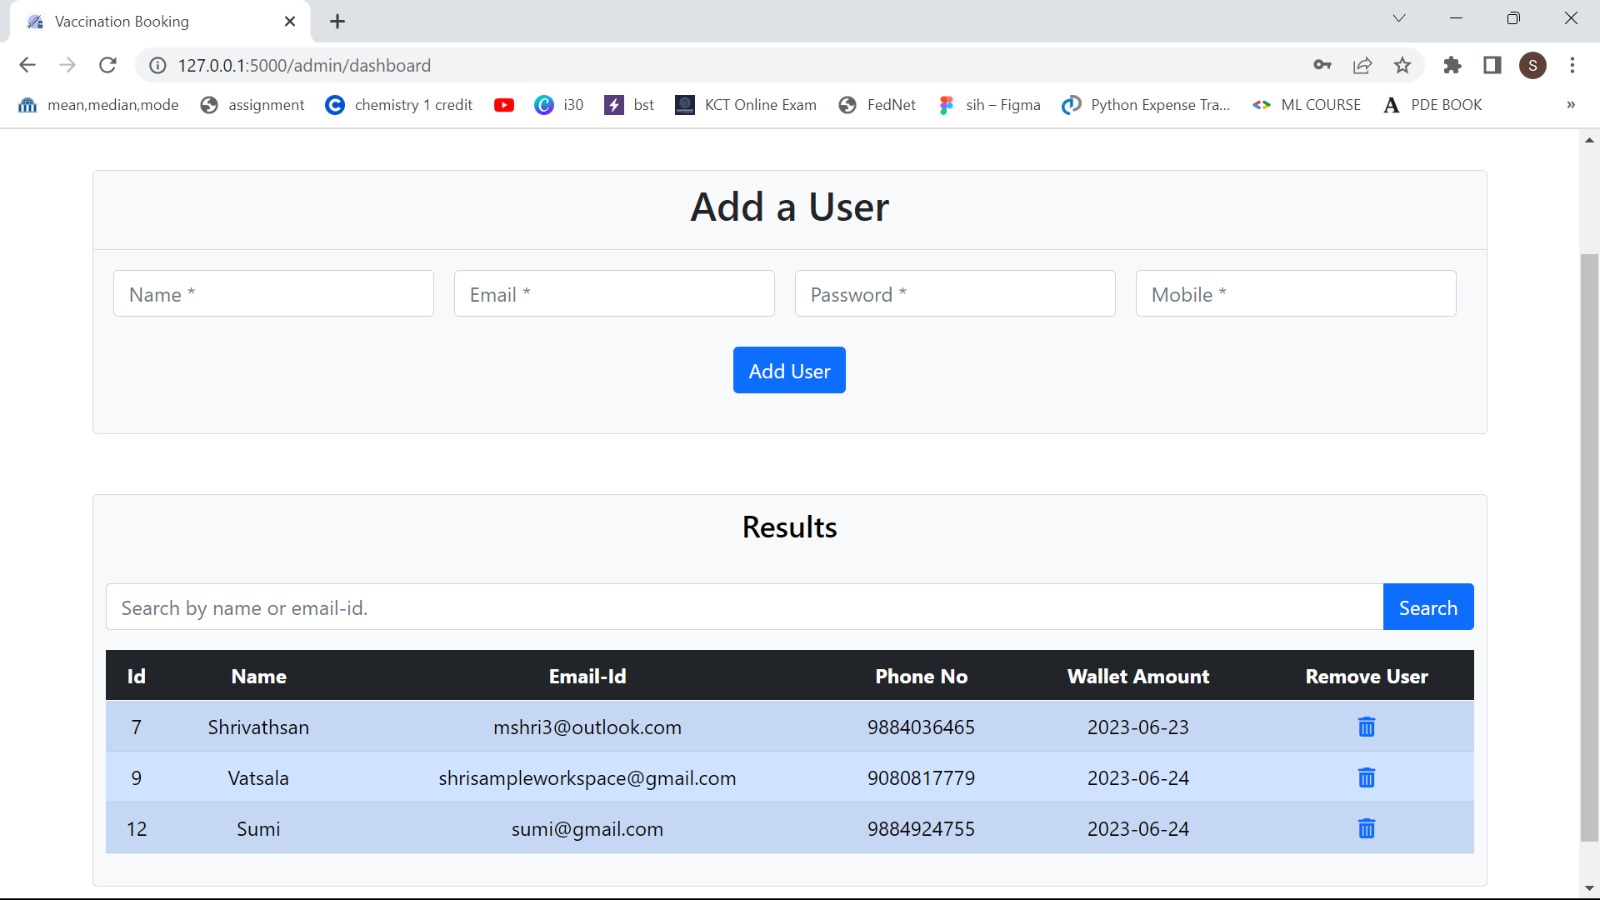 Vaccination Booking
127.0.0.1:5000/admin/dashboard
S
mean,median,mode assignment chemistry 1 credit i30 bst KCT Online Exam FedNet sih – Figma Python Expense Tra... ML COURSE A PDE BOOK »
Add a User
Name * Email * Password * Mobile *
Add User
Results
Search by name or email-id. Search
Id Name Email-Id Phone No Wallet Amount Remove User
7 Shrivathsan mshri3@outlook.com 9884036465 2023-06-23
9 Vatsala shrisampleworkspace@gmail.com 9080817779 2023-06-24
12 Sumi sumi@gmail.com 9884924755 2023-06-24